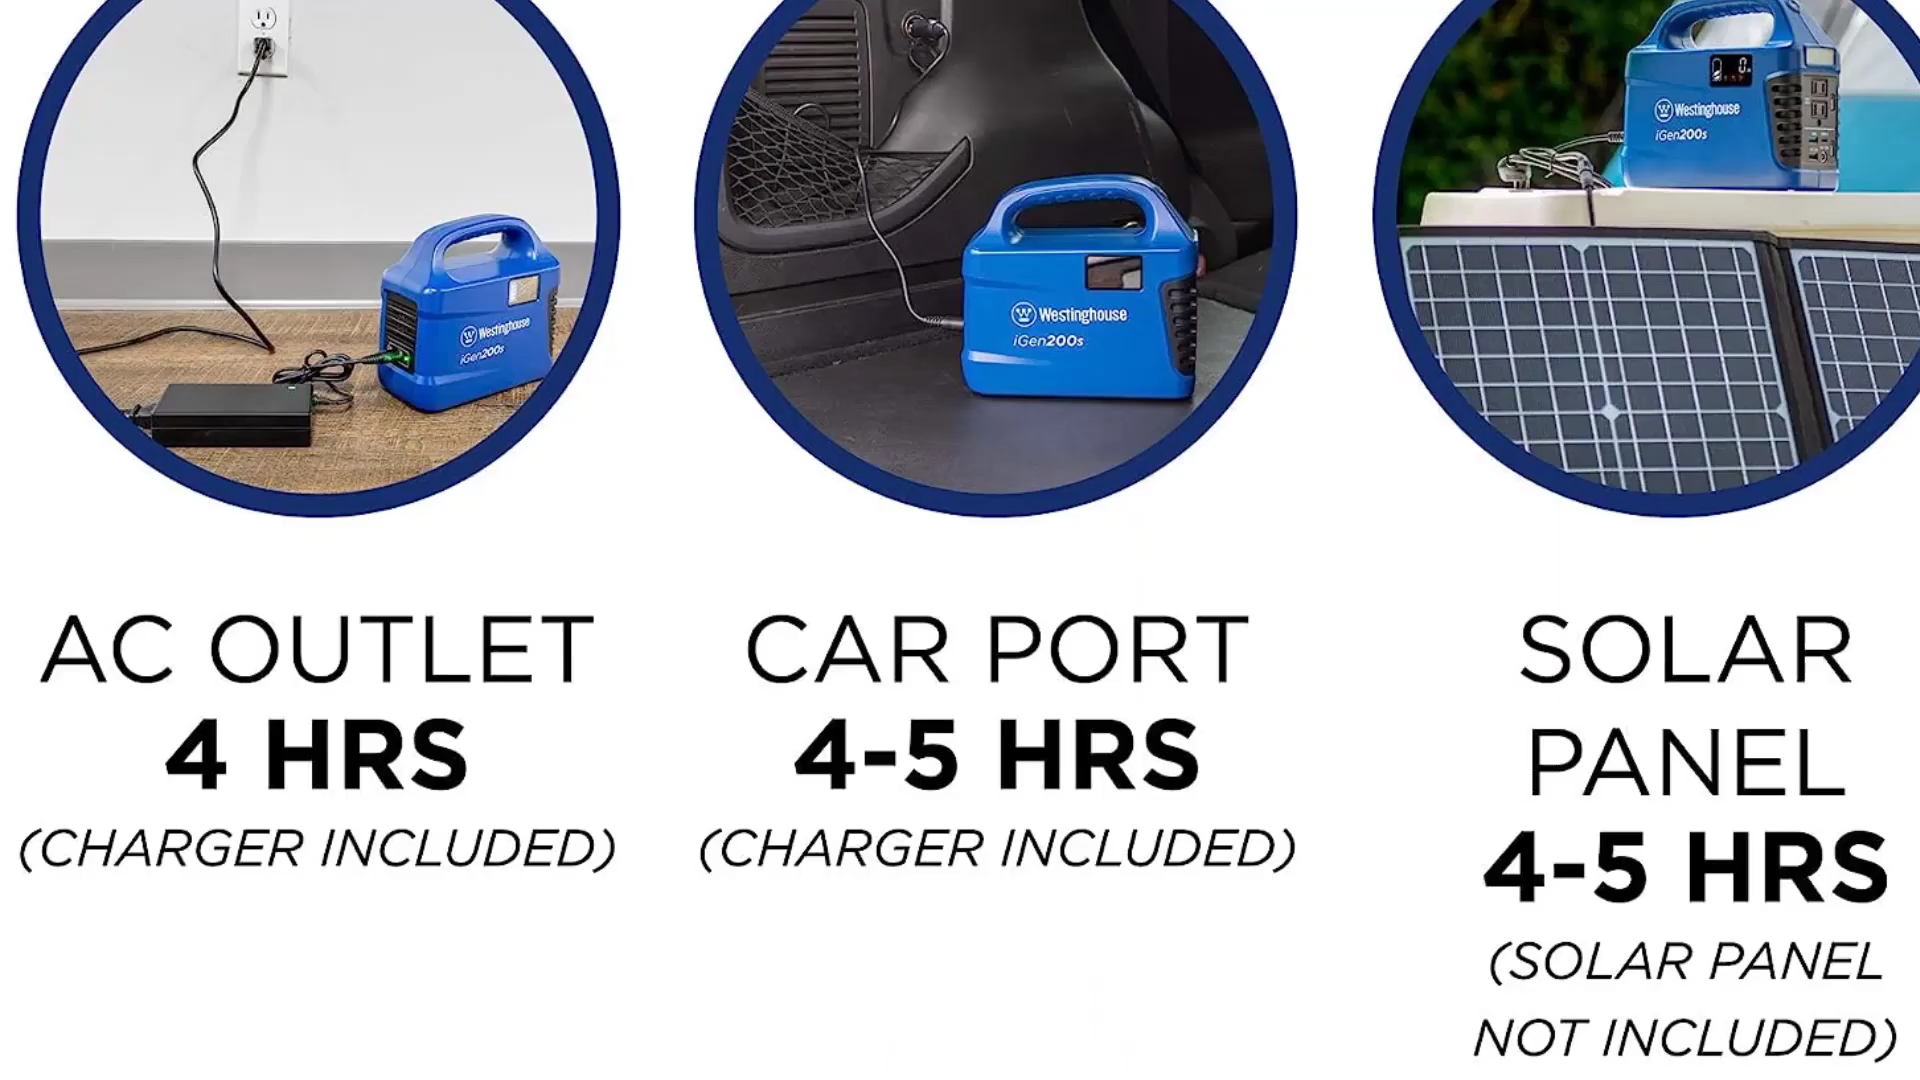 Westinghouse
iGen200s
Westinghouse
iGen200s
0
Westinghouse
iGen200s
AC OUTLET
4 HRS
(CHARGER INCLUDED)
CAR PORT
4-5 HRS
(CHARGER INCLUDED)
SOLAR
PANEL
4-5 HRS
(SOLAR PANEL
NOT INCLUDED)